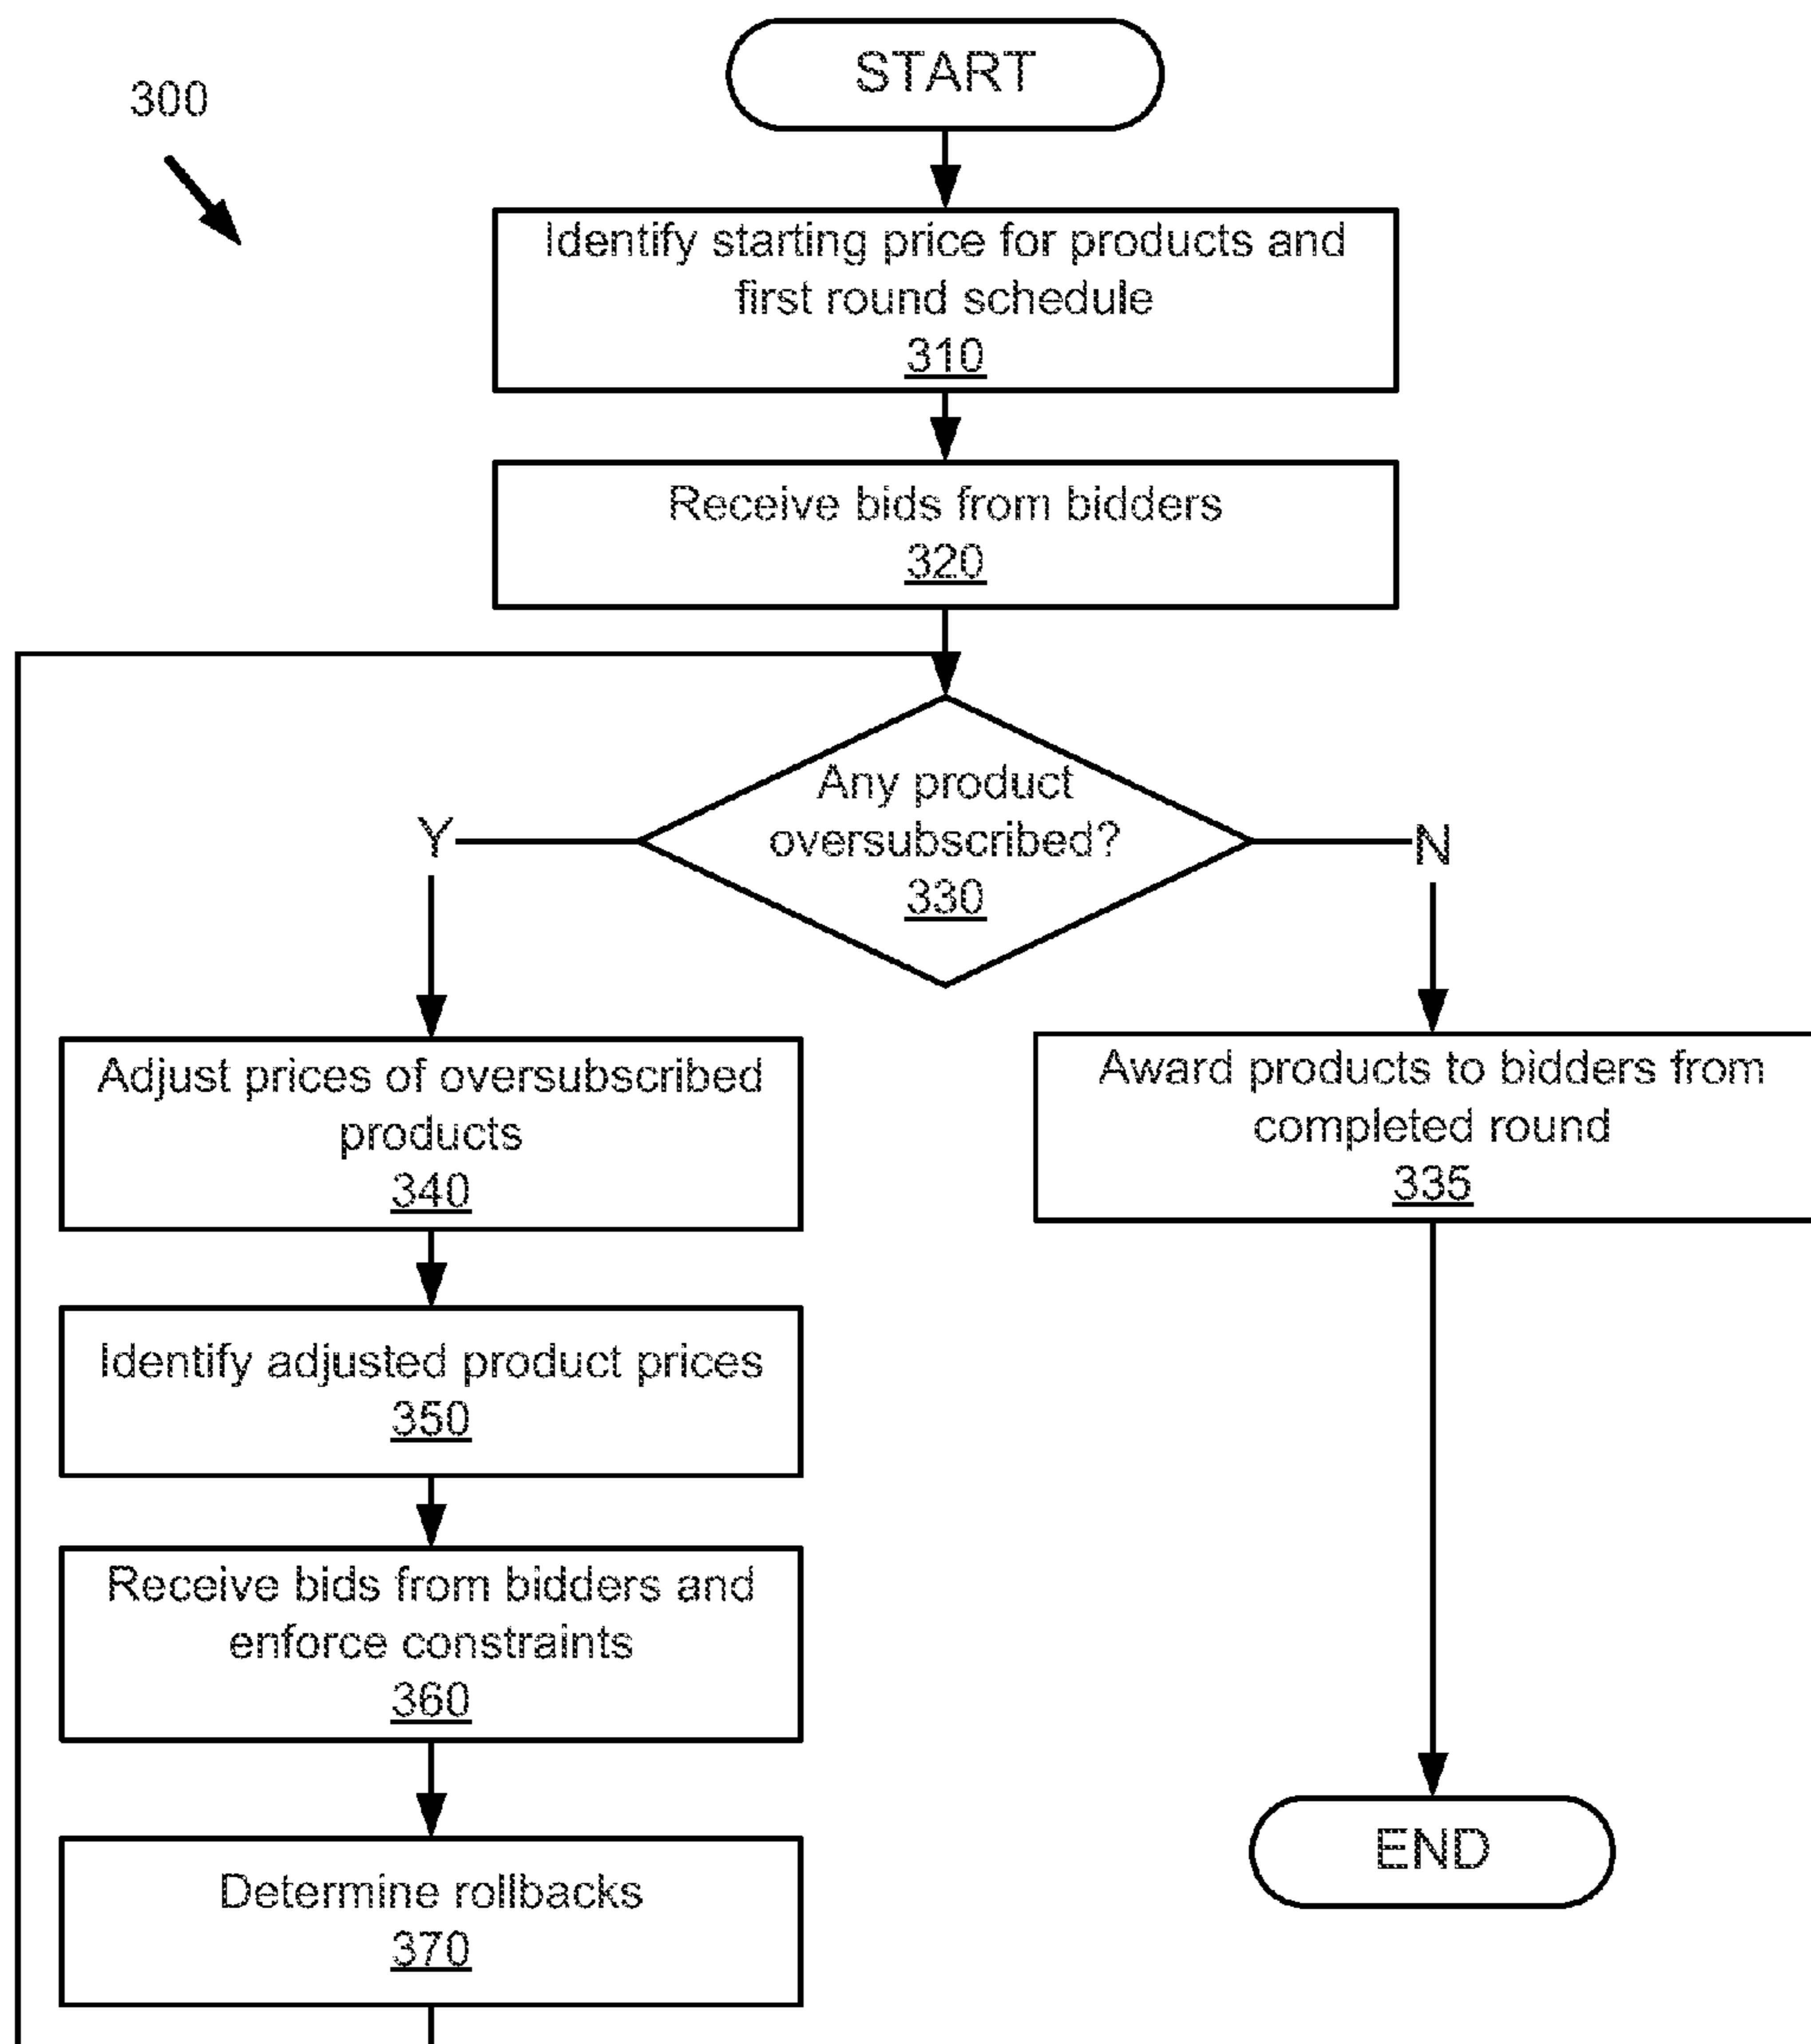 START
300
Identify starting price for products and
first round schedule
310
Receive bids from bidders
320
Any product
oversubscribed?
330
Y
N
Adjust prices of oversubscribed
products
340
Award products to bidders from
completed round
335
Identify adjusted product prices
350
Receive bids from bidders and
enforce constraints
360
Determine rollbacks
370
END